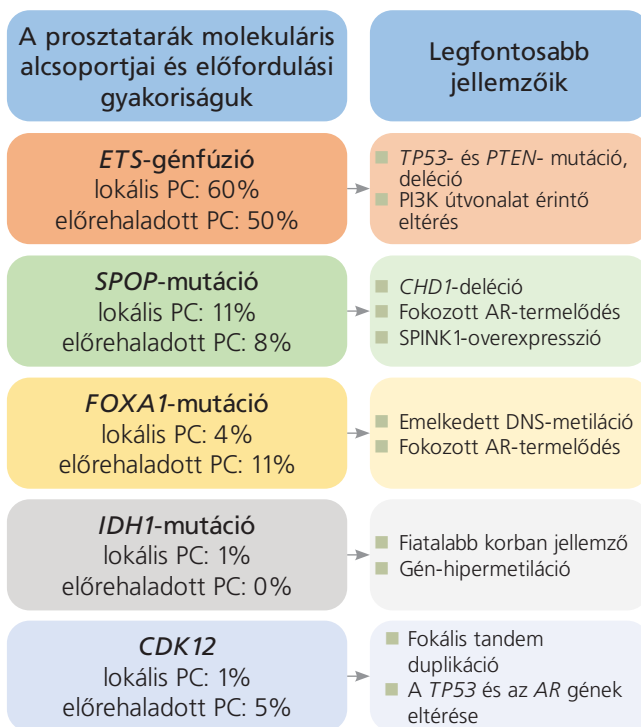 A prosztatarák molekuláris
alcsoportjai és előfordulási
gyakoriságuk
Legfontosabb
jellemzőik
ETS-génfúzió
lokális PC: 60%
előrehaladott PC: 50%
TP53- és PTEN- mutáció,
deléció
PI3K útvonalat érintő
eltérés
SPOP-mutáció
lokális PC: 11%
előrehaladott PC: 8%
CHD1-deléció
Fokozott AR-termelődés
SPINK1-overexpresszió
FOXA1-mutáció
lokális PC: 4%
előrehaladott PC: 11%
Emelkedett DNS-metiláció
Fokozott AR-termelődés
IDH1-mutáció
lokális PC: 1%
előrehaladott PC: 0%
Fiatalabb korban jellemző
Gén-hipermetiláció
CDK12
lokális PC: 1%
előrehaladott PC: 5%
Fokális tandem
duplikáció
A TP53 és az AR gének
eltérése